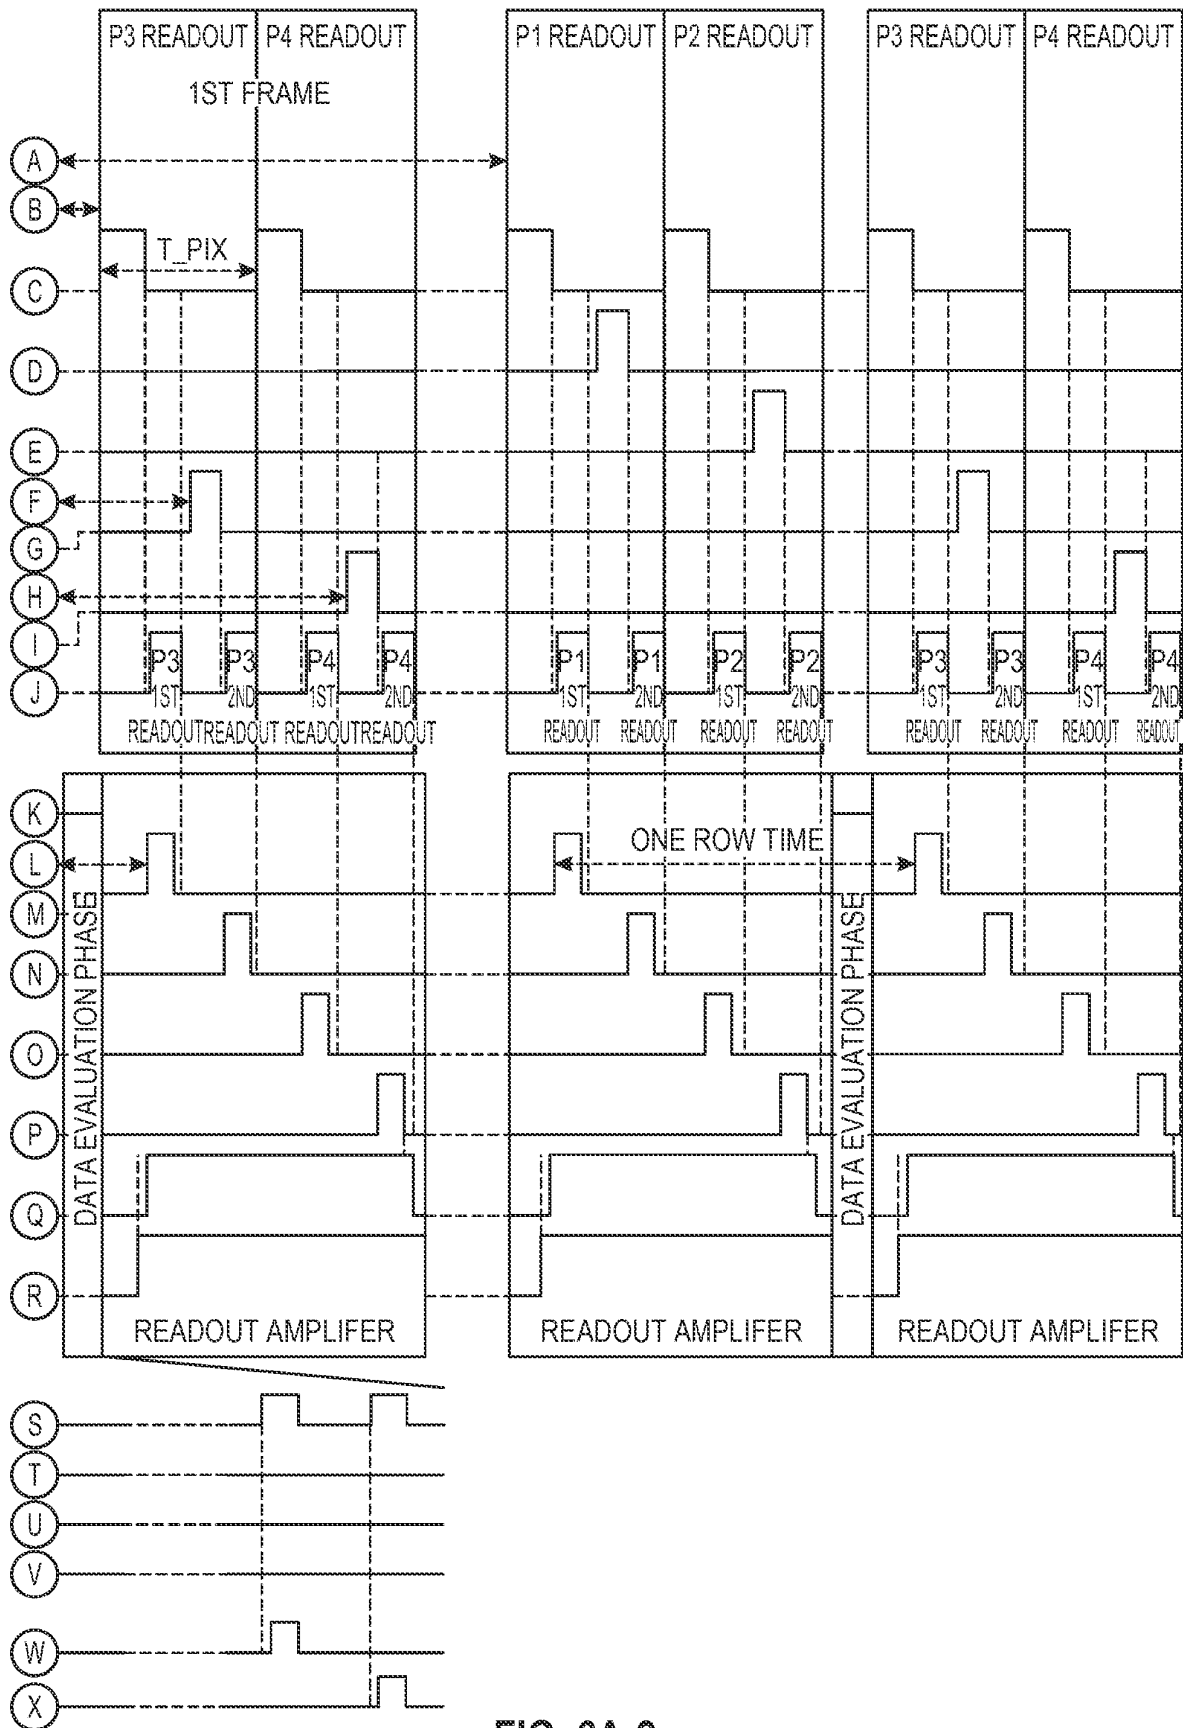 P3 READOUT P4 READOUT P1 READOUT P2 READOUT P3 READOUT P4 READOUT
1ST FRAME
A
B
T_PIX
C
D
E
F
G
H
I
P3 P3 P4 P4 P1 P1 P2 P2 P3 P3 P4 P4
J
1ST 2ND 1ST 2ND 1ST 2ND 1ST 2ND 1ST 2ND 1ST 2ND
READOUT READOUT READOUT READOUT READOUT READOUT READOUT READOUT READOUT READOUT READOUT READOUT
K
ONE ROW TIME
L
M
N
O
P
Q
R
DATA EVALUATION PHASE
DATA EVALUATION PHASE
READOUT AMPLIFER READOUT AMPLIFER READOUT AMPLIFER
S
T
U
V
W
X